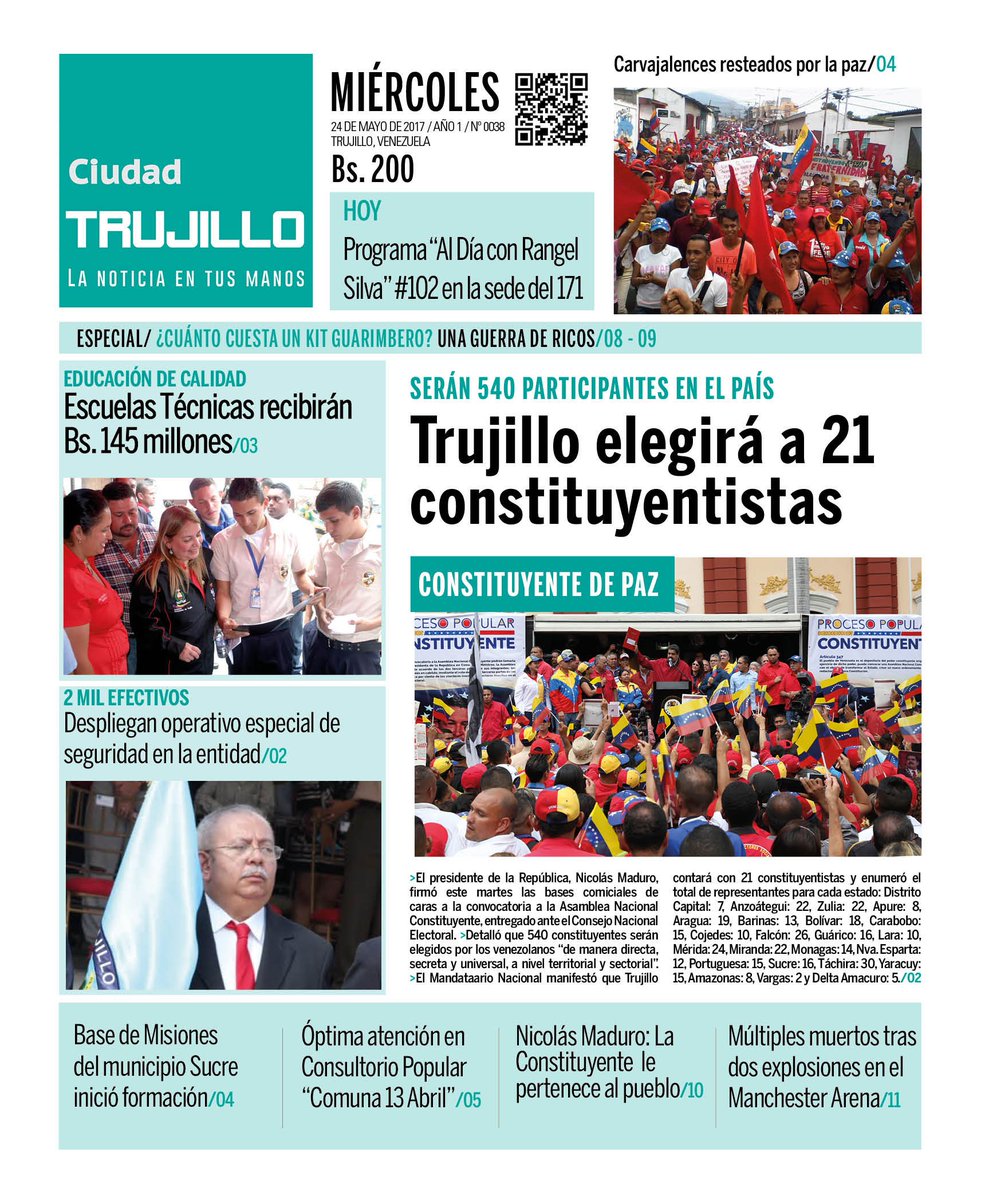 Ciudad
TRUJILLO
LA NOTICIA EN TUS MANOS
MIÉRCOLES
24 DE MAYO DE 2017 / AÑO 1 / Nº 0038
TRUJILLO, VENEZUELA
Bs. 200
HOY
Programa “Al Día con Rangel
Silva” #102 en la sede del 171
Carvajalences resteados por la paz/04
FRATERNIDAD
ESPECIAL/ ¿CUÁNTO CUESTA UN KIT GUARIMBERO? UNA GUERRA DE RICOS/08 - 09
EDUCACIÓN DE CALIDAD
Escuelas Técnicas recibirán
Bs. 145 millones/03
2 MIL EFECTIVOS
Despliegan operativo especial de
seguridad en la entidad/02
SERÁN 540 PARTICIPANTES EN EL PAÍS
Trujillo elegirá a 21
constituyentistas
CONSTITUYENTE DE PAZ
PROCESO POPULAR
CONSTITUYENTE
PROCESO POPULAR
CONSTITUYENTE
Artículo 347
>El presidente de la República, Nicolás Maduro,
firmó este martes las bases comiciales de
caras a la convocatoria a la Asamblea Nacional
Constituyente, entregado ante el Consejo Nacional
Electoral. >Detalló que 540 constituyentes serán
elegidos por los venezolanos “de manera directa,
secreta y universal, a nivel territorial y sectorial”.
>El Mandataario Nacional manifestó que Trujillo
contará con 21 constituyentistas y enumeró el
total de representantes para cada estado: Distrito
Capital: 7, Anzoátegui: 22, Zulia: 22, Apure: 8,
Aragua: 19, Barinas: 13, Bolívar: 18, Carabobo:
15, Cojedes: 10, Falcón: 26, Guárico: 16, Lara: 10,
Mérida: 24, Miranda: 22, Monagas: 14, Nva. Esparta:
12, Portuguesa: 15, Sucre: 16, Táchira: 30, Yaracuy:
15, Amazonas: 8, Vargas: 2 y Delta Amacuro: 5./02
Base de Misiones
del municipio Sucre
inició formación/04
Óptima atención en
Consultorio Popular
“Comuna 13 Abril”/05
Nicolás Maduro: La
Constituyente le
pertenece al pueblo/10
Múltiples muertos tras
dos explosiones en el
Manchester Arena/11